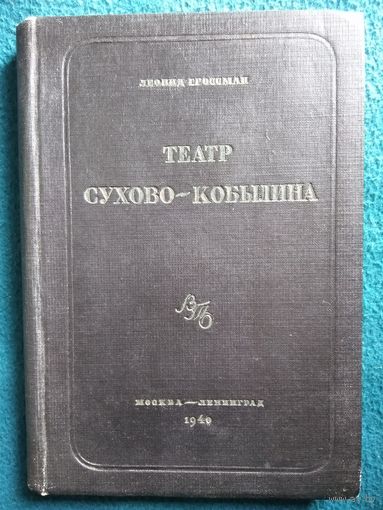 ЛЕОНИД ГРОССМАН
ТЕАТР
СУХОВО-КОБЫЛИНА
ВТО
МОСКВА—ЛЕНИНГРАД
1940